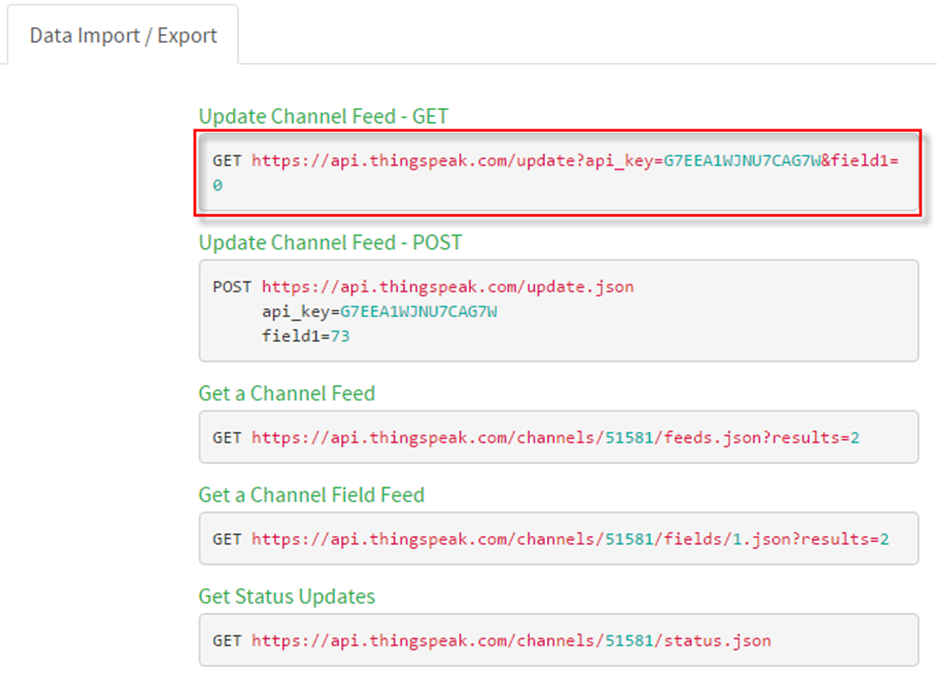 Data Import / Export
Update Channel Feed - GET
GET https://api.thingspeak.com/update?api_key=G7EEA1WJNU7CAG7W&field1=
0
Update Channel Feed - POST
POST https://api.thingspeak.com/update.json
api_key=G7EEA1WJNU7CAG7W
field1=73
Get a Channel Feed
GET https://api.thingspeak.com/channels/51581/feeds.json?results=2
Get a Channel Field Feed
GET https://api.thingspeak.com/channels/51581/fields/1.json?results=2
Get Status Updates
GET https://api.thingspeak.com/channels/51581/status.json